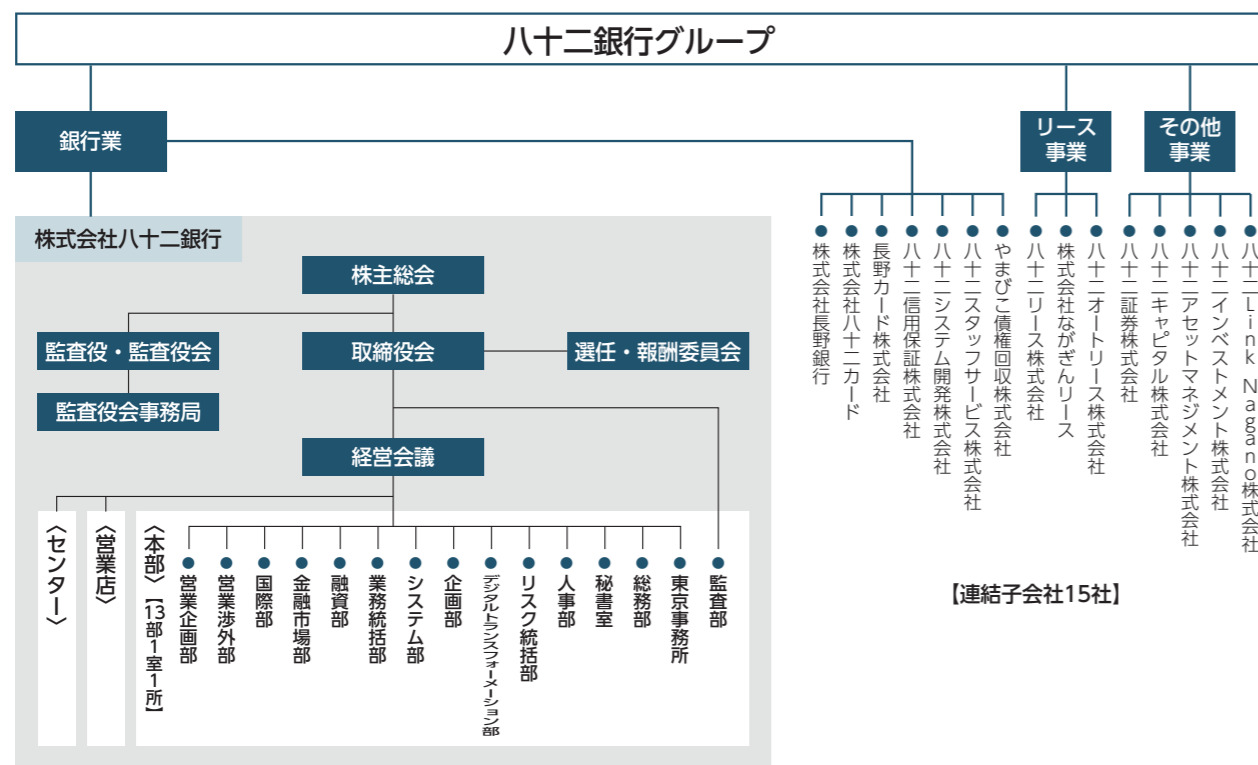 八十二銀行グループ
銀行業
リース
事業
その他
事業
株式会社八十二銀行
株主総会
監査役・監査役会
取締役会
選任・報酬委員会
監査役会事務局
経営会議
〈センター〉
〈営業店〉
〈本部〉【13部1室1所】
営業企画部
営業渉外部
国際部
金融市場部
融資部
業務統括部
システム部
企画部
デジタルトランスフォーメーション部
リスク統括部
人事部
秘書室
総務部
東京事務所
監査部
株式会社長野銀行
株式会社八十二カード
長野カード株式会社
八十二信用保証株式会社
八十二システム開発株式会社
八十二スタッフサービス株式会社
やまびこ債権回収株式会社
八十二リース株式会社
株式会社ながぎんリース
八十二オートリース株式会社
八十二証券株式会社
八十二キャピタル株式会社
八十二アセットマネジメント株式会社
八十二インベストメント株式会社
八十二Link Nagano株式会社
【連結子会社15社】